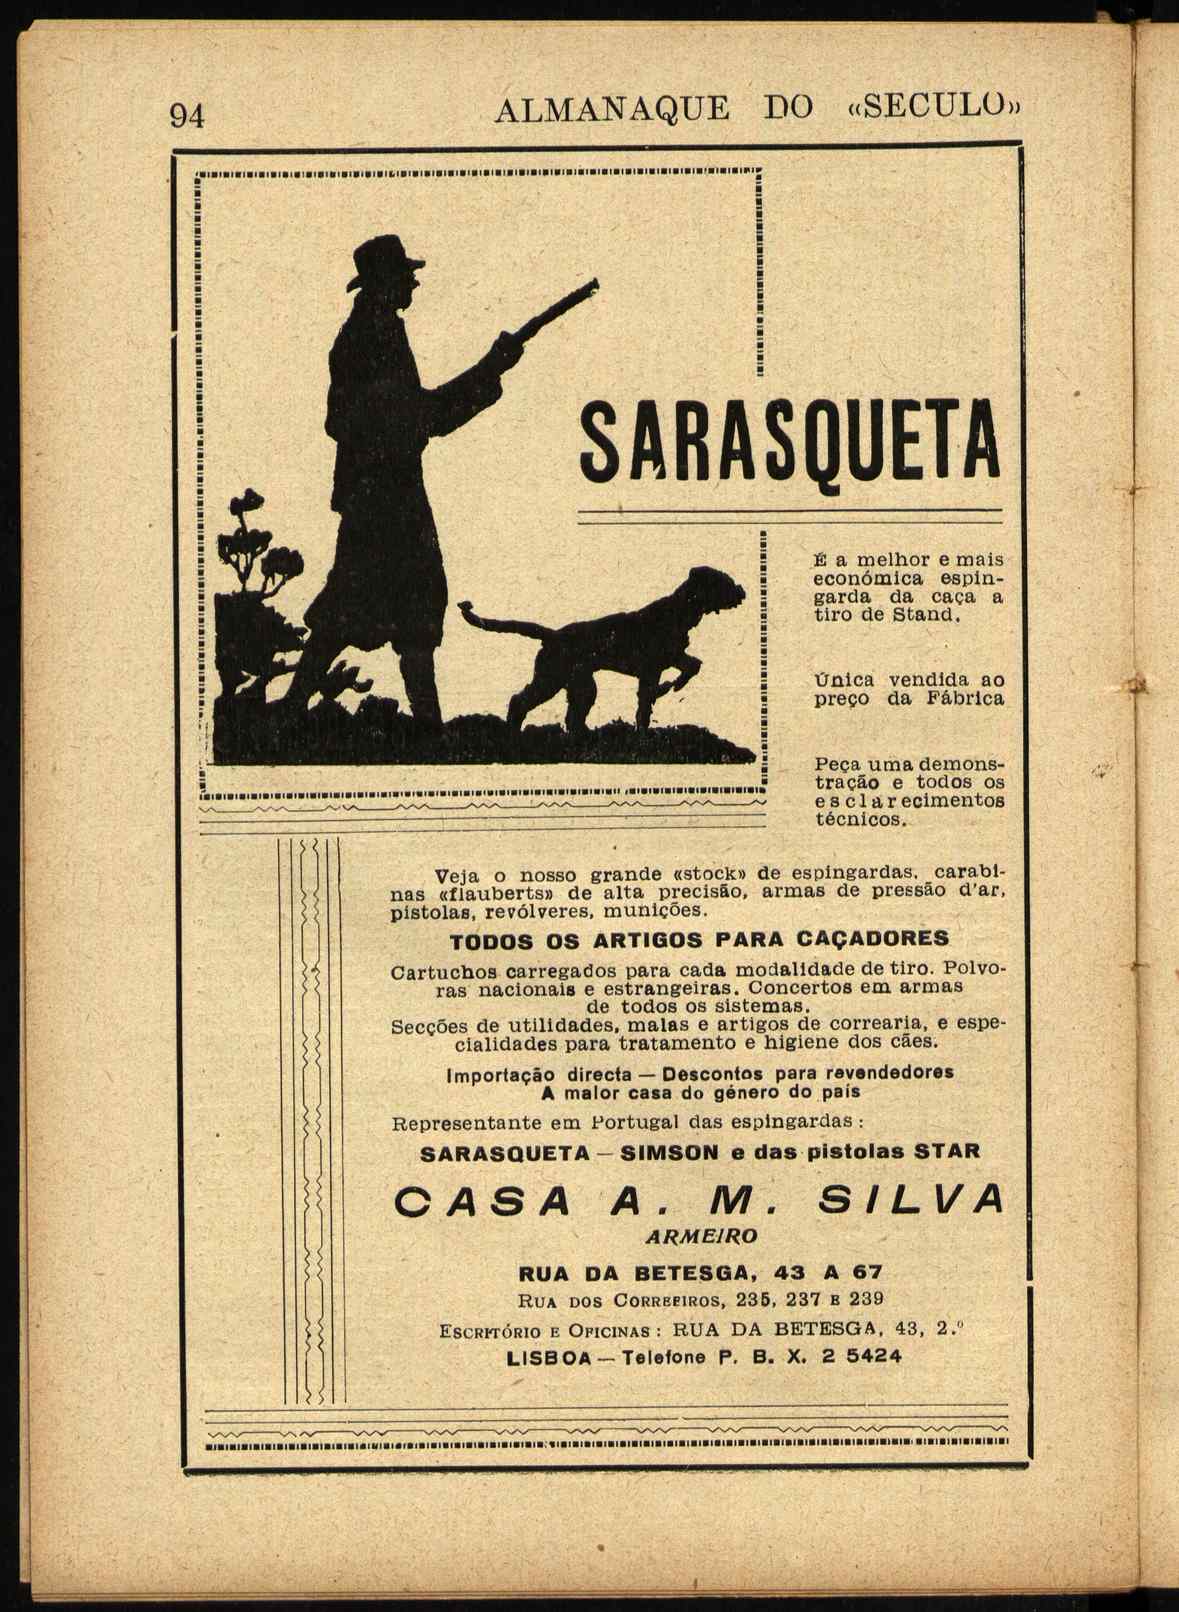 94 ALMANAQUE DO «SECULO»
SARASQUETA
É a melhor e mais
económica espin-
garda da caça a
tiro de Stand.
Única vendida ao
preço da Fábrica
Peça uma demons-
tração e todos os
esclarecimentos
técnicos.
Veja o nosso grande «stock» de espingardas, carabi-
nas «flauberts» de alta precisão, armas de pressão d'ar,
pistolas, revólveres, munições.
TODOS OS ARTIGOS PARA CAÇADORES
Cartuchos carregados para cada modalidade de tiro. Polvo-
ras nacionais e estrangeiras. Concertos em armas
de todos os sistemas.
Secções de utilidades, malas e artigos de correaria, e espe-
cialidades para tratamento e higiene dos cães.
Importação directa — Descontos para revendedores
A maior casa do género do país
Representante em Portugal das espingardas:
SARASQUETA — SIMSON e das pistolas STAR
CASA A. M. SILVA
ARMEIRO
RUA DA BETESGA, 43 A 67
RUA DOS CORREEIROS, 235, 237 E 239
ESCRITÓRIO E OFICINAS: RUA DA BETESGA, 43, 2.º
LISBOA — Telefone P. B. X. 2 5424